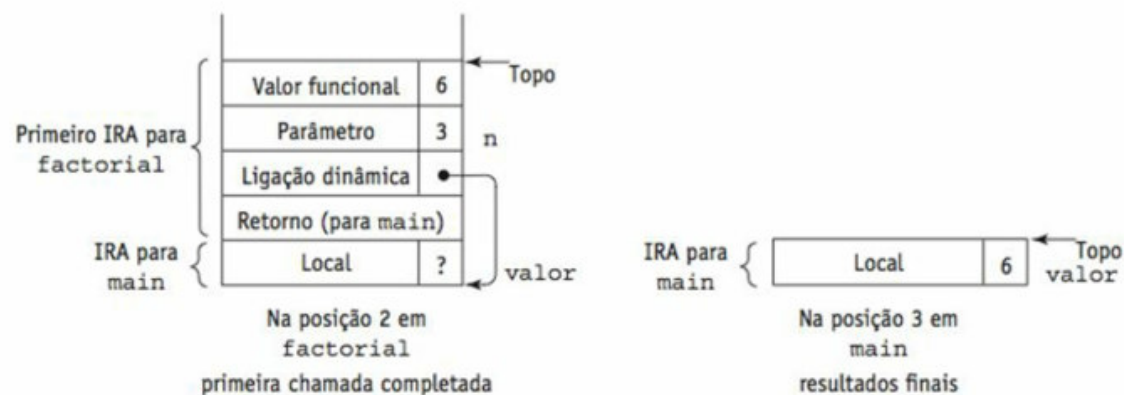 Valor funcional 6
Topo
Parâmetro 3
n
Primeiro IRA para
factorial
Ligação dinâmica
Retorno (para main)
IRA para
main
Local ?
valor
Na posição 2 em
factorial
primeira chamada completada
IRA para
main
Local 6
Topo
valor
Na posição 3 em
main
resultados finais